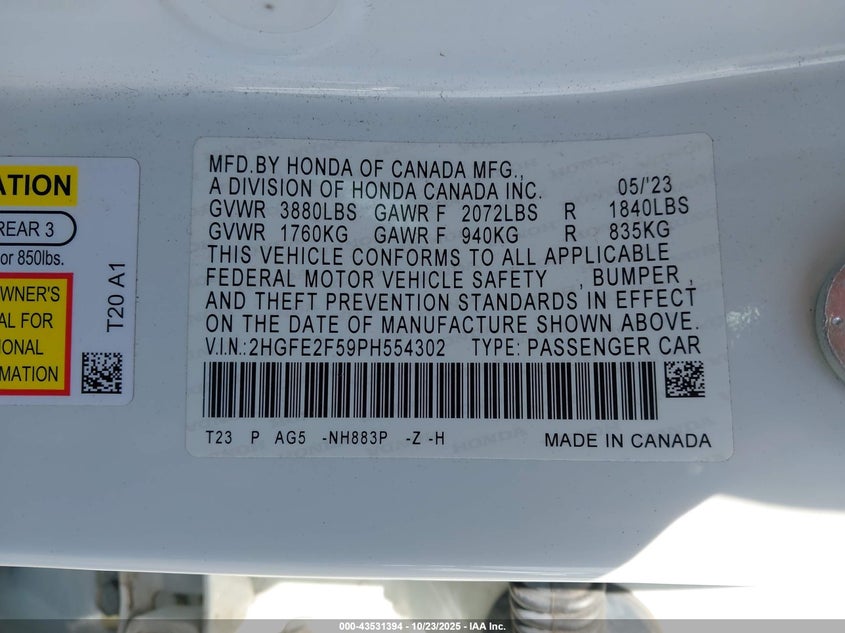 ATION
REAR 3
or 850lbs.
WNER'S
AL FOR
IONAL
RMATION
T20 A1
MFD.BY HONDA OF CANADA MFG.,
A DIVISION OF HONDA CANADA INC. 05/'23
GVWR 3880LBS GAWR F 2072LBS R 1840LBS
GVWR 1760KG GAWR F 940KG R 835KG
THIS VEHICLE CONFORMS TO ALL APPLICABLE
FEDERAL MOTOR VEHICLE SAFETY , BUMPER ,
AND THEFT PREVENTION STANDARDS IN EFFECT
ON THE DATE OF MANUFACTURE SHOWN ABOVE.
V.I.N.:2HGFE2F59PH554302 TYPE: PASSENGER CAR
T23 P AG5 -NH883P -Z -H MADE IN CANADA
000-43531394 - 10/23/2025 - IAA Inc.